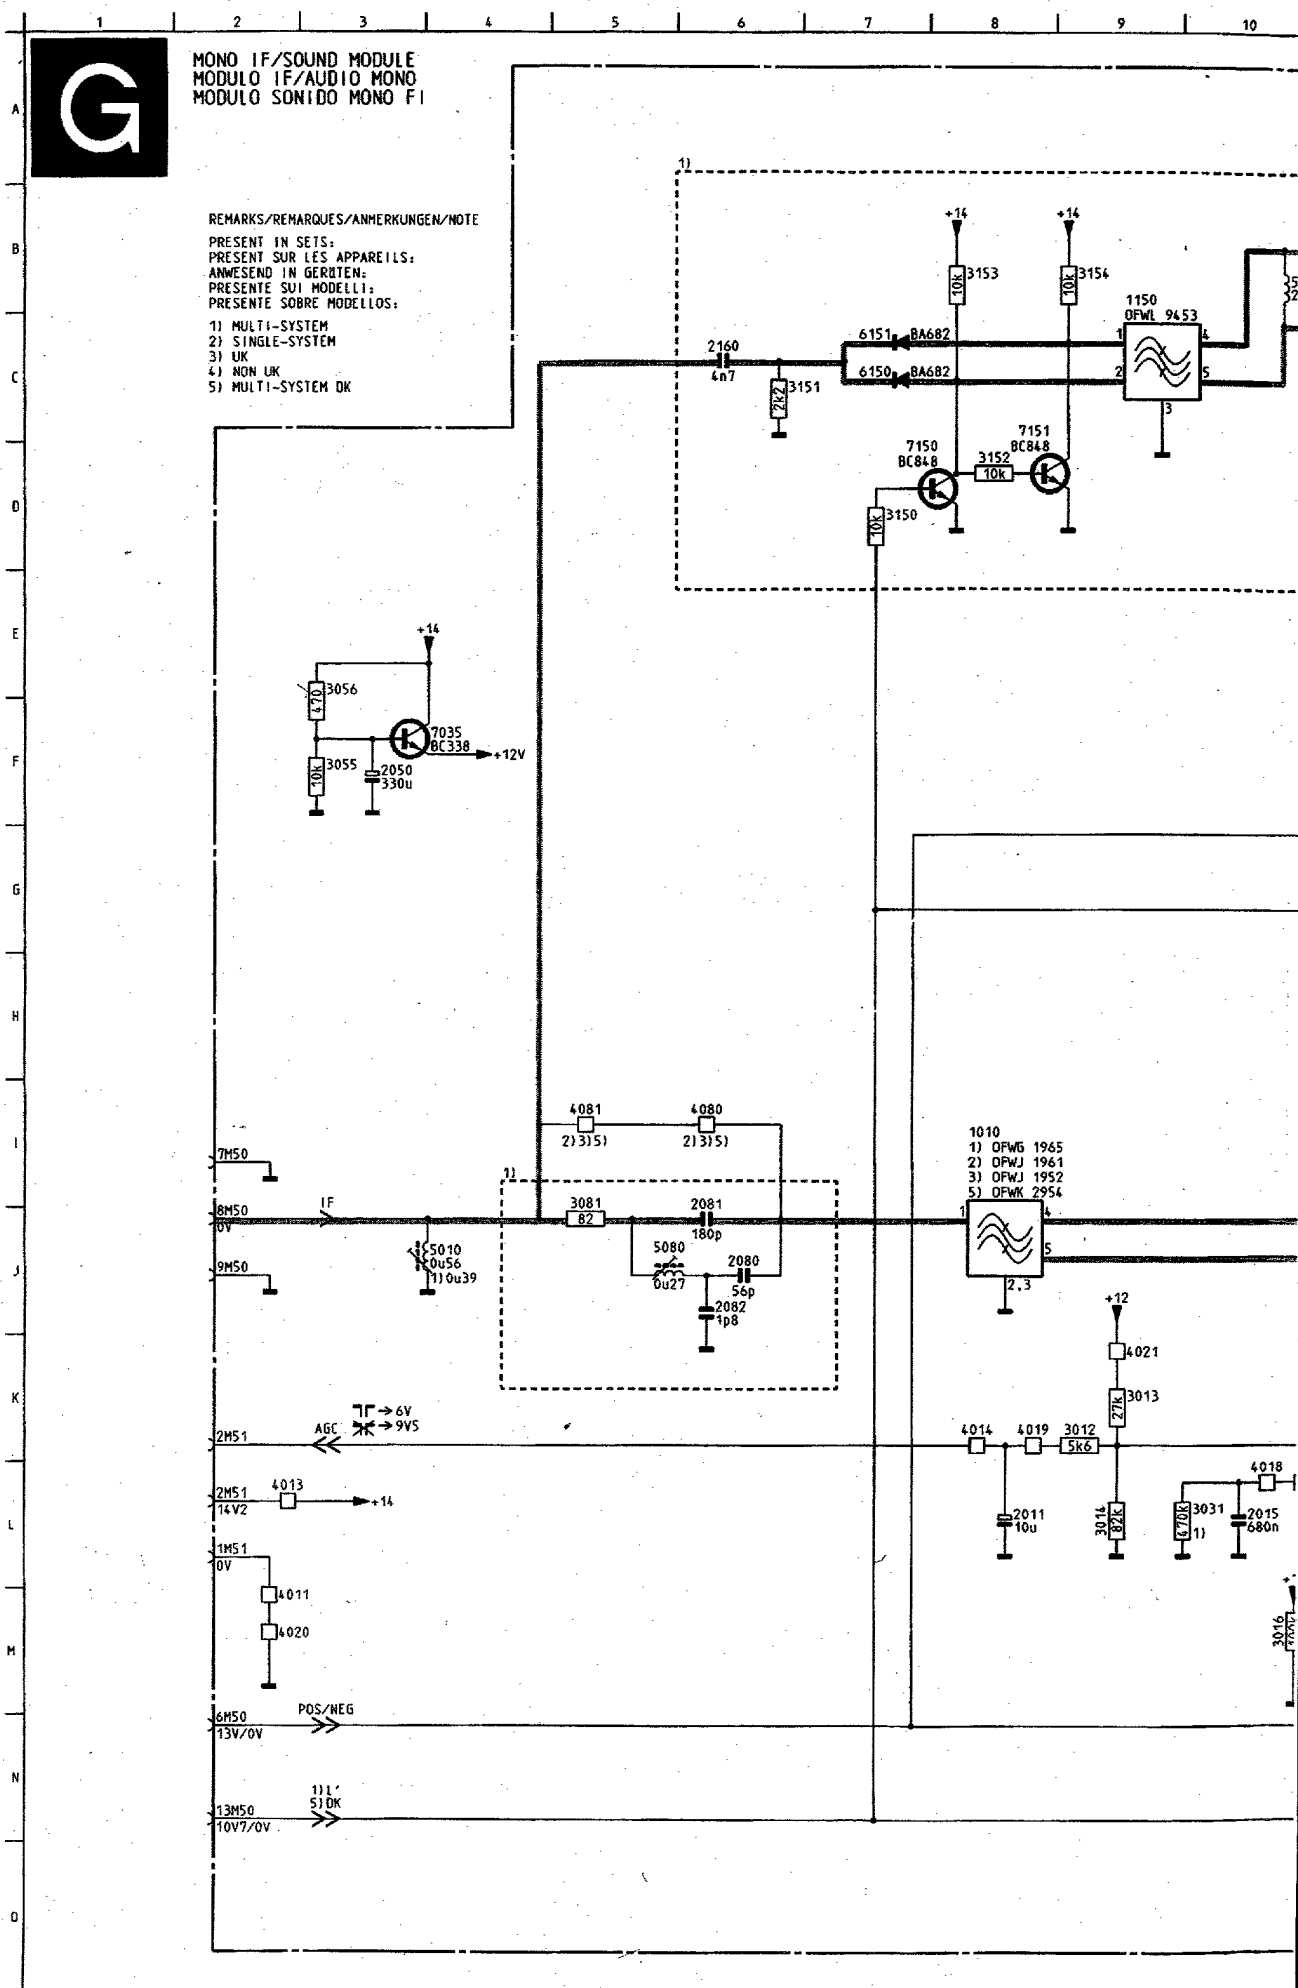 1 2 3 4 5 6 7 8 9 10
A
B
C
D
E
F
G
H
I
J
K
L
M
N
O
G
MONO IF/SOUND MODULE
MODULO IF/AUDIO MONO
MODULO SONIDO MONO FI
REMARKS/REMARQUES/ANMERKUNGEN/NOTE
PRESENT IN SETS:
PRESENT SUR LES APPAREILS:
ANWESEND IN GERÄTEN:
PRESENTE SUI MODELLI:
PRESENTE SOBRE MODELLOS:
1) MULTI-SYSTEM
2) SINGLE-SYSTEM
3) UK
4) NON UK
5) MULTI-SYSTEM DK
1)
+14
+14
3153
10k
3154
10k
1150
OFWL 9453
1
2
3
4
5
6151 BA682
6150 BA682
2160
4n7
3151
2k2
7150
BC848
3152
10k
7151
BC848
3150
10k
+14
3056
470
7035
BC338
+12V
3055
10k
2050
330u
4081
2)3)5)
4080
2)3)5)
1010
1) OFWG 1965
2) OFWJ 1961
3) OFWJ 1952
5) OFWK 2954
1
4
5
2,3
7M50
8M50
0V
IF
9M50
5010
0u56
1)0u39
1)
3081
82
2081
180p
5080
0u27
2080
56p
2082
1p8
+12
4021
3013
27k
→6V
→9V5
2M51
AGC
4014
4019
3012
5k6
4018
2M51
14V2
4013
+14
2011
10u
3014
82k
3031
470k
1)
2015
680n
1M51
0V
4011
4020
3016
6M50
13V/0V
POS/NEG
13M50
10V7/0V
1)L'
5)DK